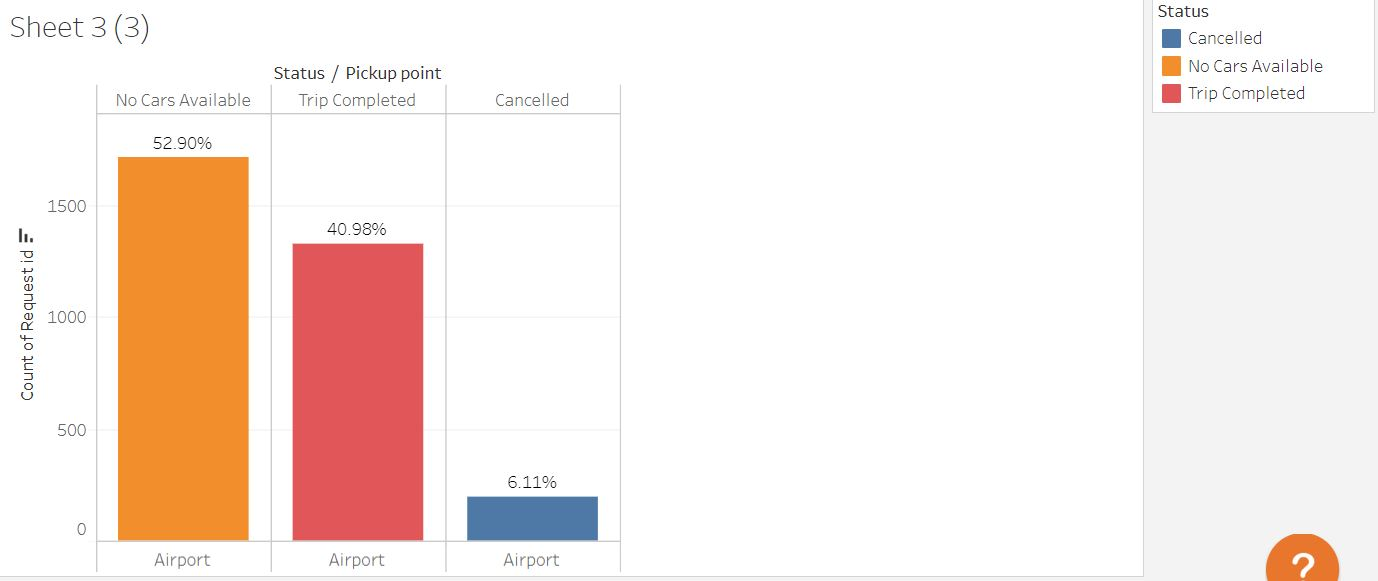 Sheet 3 (3)
Status / Pickup point
No Cars Available
Trip Completed
Cancelled
52.90%
40.98%
6.11%
1500
1000
500
0
Count of Request id
Airport
Airport
Airport
Status
Cancelled
No Cars Available
Trip Completed
?